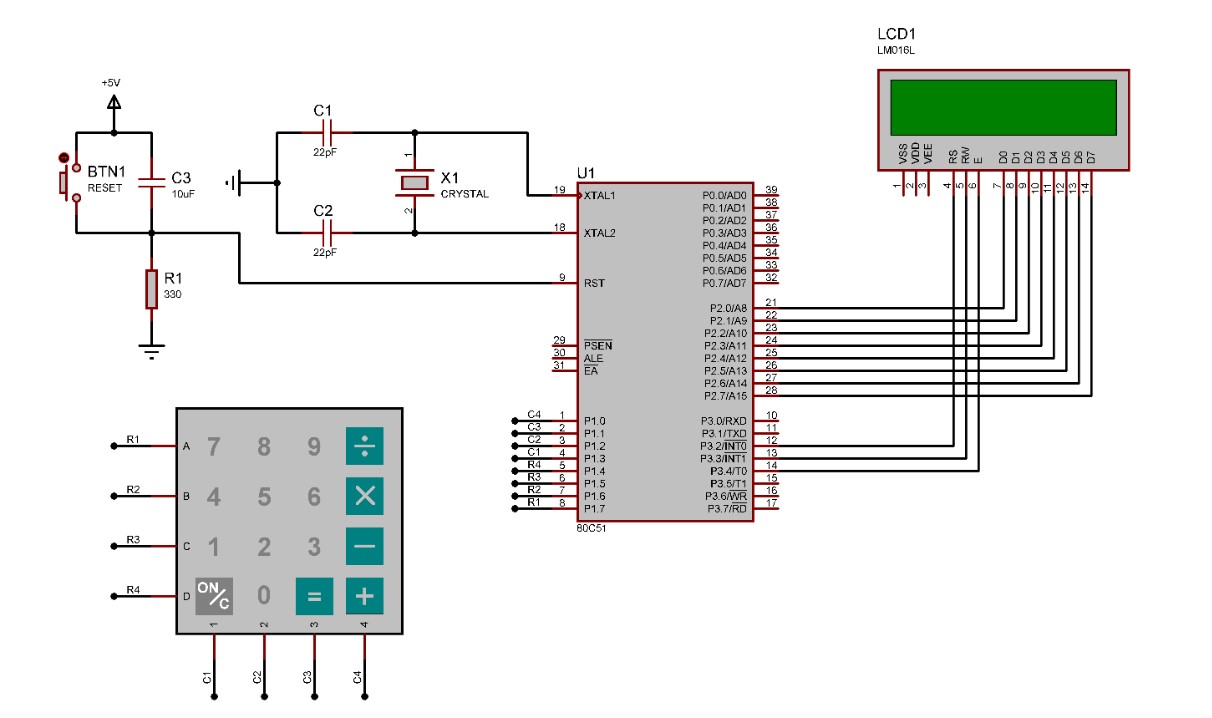 LCD1
LM016L
VSS VDD VEE RS RW E D0 D1 D2 D3 D4 D5 D6 D7
1 2 3 4 5 6 7 8 9 10 11 12 13 14
+5V
BTN1
RESET
C3
10uF
R1
330
C1
22pF
X1
CRYSTAL
1
2
C2
22pF
U1
19 XTAL1
18 XTAL2
9 RST
29 PSEN
30 ALE
31 EA
C4 1 P1.0
C3 2 P1.1
C2 3 P1.2
C1 4 P1.3
R4 5 P1.4
R3 6 P1.5
R2 7 P1.6
R1 8 P1.7
P0.0/AD0 39
P0.1/AD1 38
P0.2/AD2 37
P0.3/AD3 36
P0.4/AD4 35
P0.5/AD5 34
P0.6/AD6 33
P0.7/AD7 32
P2.0/A8 21
P2.1/A9 22
P2.2/A10 23
P2.3/A11 24
P2.4/A12 25
P2.5/A13 26
P2.6/A14 27
P2.7/A15 28
P3.0/RXD 10
P3.1/TXD 11
P3.2/INT0 12
P3.3/INT1 13
P3.4/T0 14
P3.5/T1 15
P3.6/WR 16
P3.7/RD 17
80C51
R1 A 7 8 9 ÷
R2 B 4 5 6 ×
R3 C 1 2 3 −
R4 D ON/C 0 = +
1 2 3 4
C1 C2 C3 C4